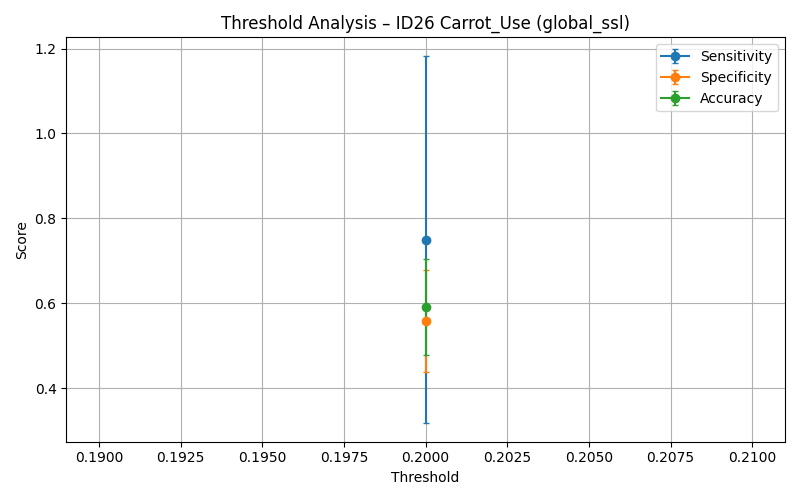 Threshold Analysis – ID26 Carrot_Use (global_ssl)
Sensitivity
Specificity
Accuracy
1.2
1.0
0.8
0.6
0.4
Score
0.1900 0.1925 0.1950 0.1975 0.2000 0.2025 0.2050 0.2075 0.2100
Threshold